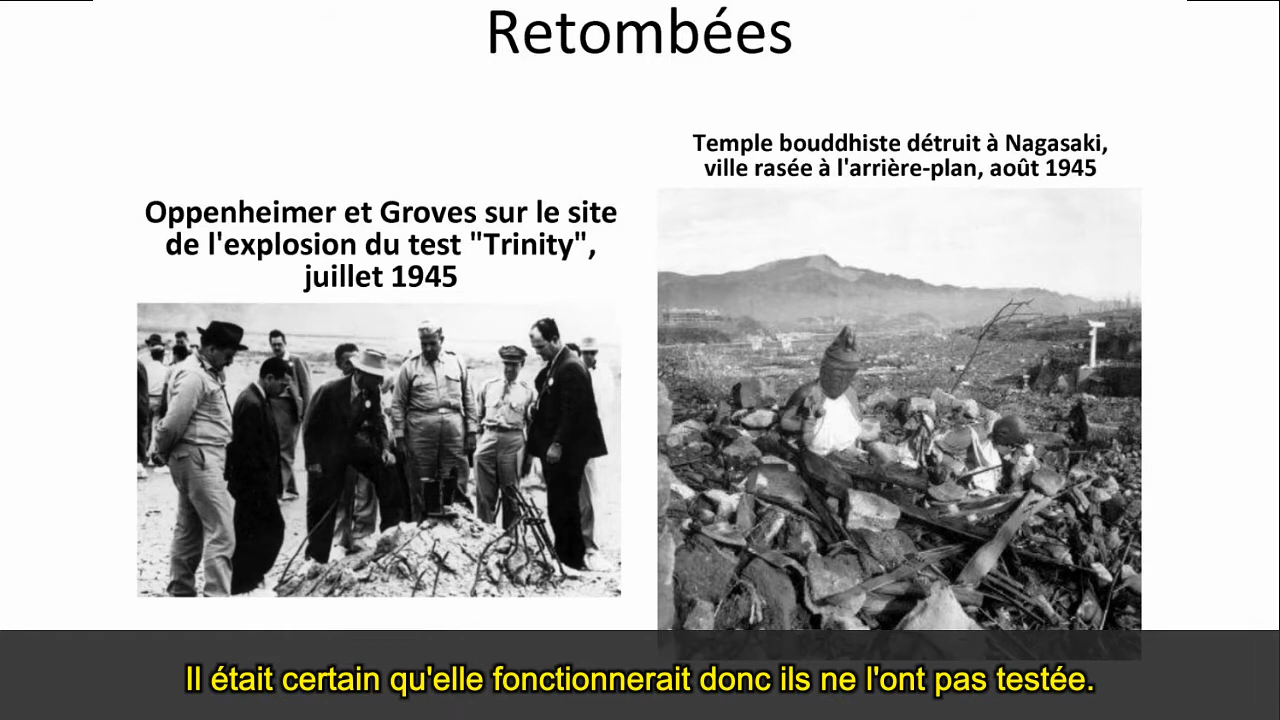 Retombées
Temple bouddhiste détruit à Nagasaki,
ville rasée à l'arrière-plan, août 1945
Oppenheimer et Groves sur le site
de l'explosion du test "Trinity",
juillet 1945
Il était certain qu'elle fonctionnerait donc ils ne l'ont pas testée.